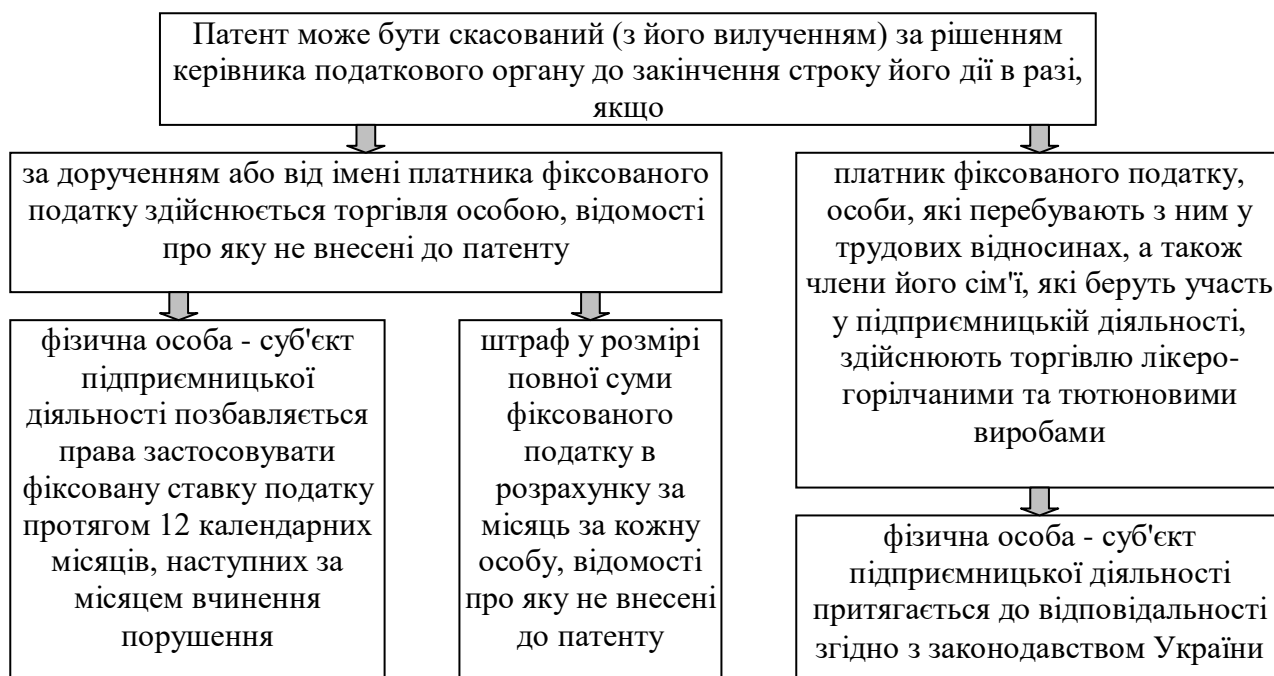 Патент може бути скасований (з його вилученням) за рішенням
керівника податкового органу до закінчення строку його дії в разі,
якщо
за дорученням або від імені платника фіксованого
податку здійснюється торгівля особою, відомості
про яку не внесені до патенту
платник фіксованого податку,
особи, які перебувають з ним у
трудових відносинах, а також
члени його сім'ї, які беруть участь
у підприємницькій діяльності,
здійснюють торгівлю лікеро-
горілчаними та тютюновими
виробами
фізична особа - суб'єкт
підприємницької
діяльності позбавляється
права застосовувати
фіксовану ставку податку
протягом 12 календарних
місяців, наступних за
місяцем вчинення
порушення
штраф у розмірі
повної суми
фіксованого
податку в
розрахунку за
місяць за кожну
особу, відомості
про яку не внесені
до патенту
фізична особа - суб'єкт
підприємницької діяльності
притягається до відповідальності
згідно з законодавством України